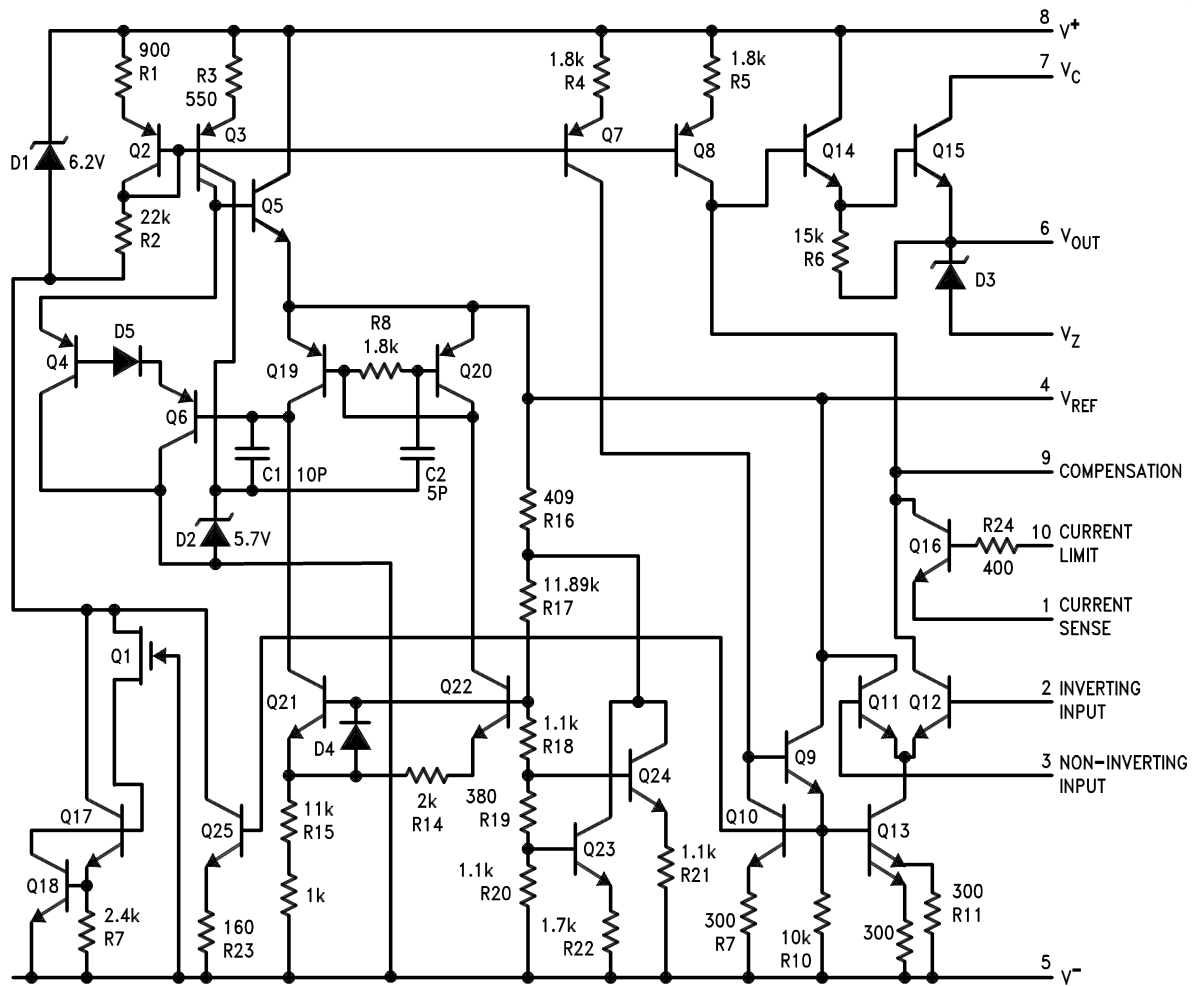 8 V+
7 VC
900
R1
R3
550
1.8k
R4
1.8k
R5
Q2
Q3
Q7
Q8
Q14
Q15
D1
6.2V
Q5
22k
R2
15k
R6
6 VOUT
D3
VZ
D5
Q4
R8
1.8k
Q19
Q20
Q6
4 VREF
C1 10P
C2
5P
9 COMPENSATION
409
R16
D2
5.7V
Q16
R24
400
10 CURRENT
LIMIT
11.89k
R17
1 CURRENT
SENSE
Q1
Q21
Q22
Q11
Q12
2 INVERTING
INPUT
D4
1.1k
R18
Q9
3 NON-INVERTING
INPUT
Q24
2k
R14
380
R19
Q17
Q25
11k
R15
Q10
Q13
Q23
Q18
1.1k
R20
1.1k
R21
1k
2.4k
R7
160
R23
1.7k
R22
300
R7
10k
R10
300
300
R11
5 V−